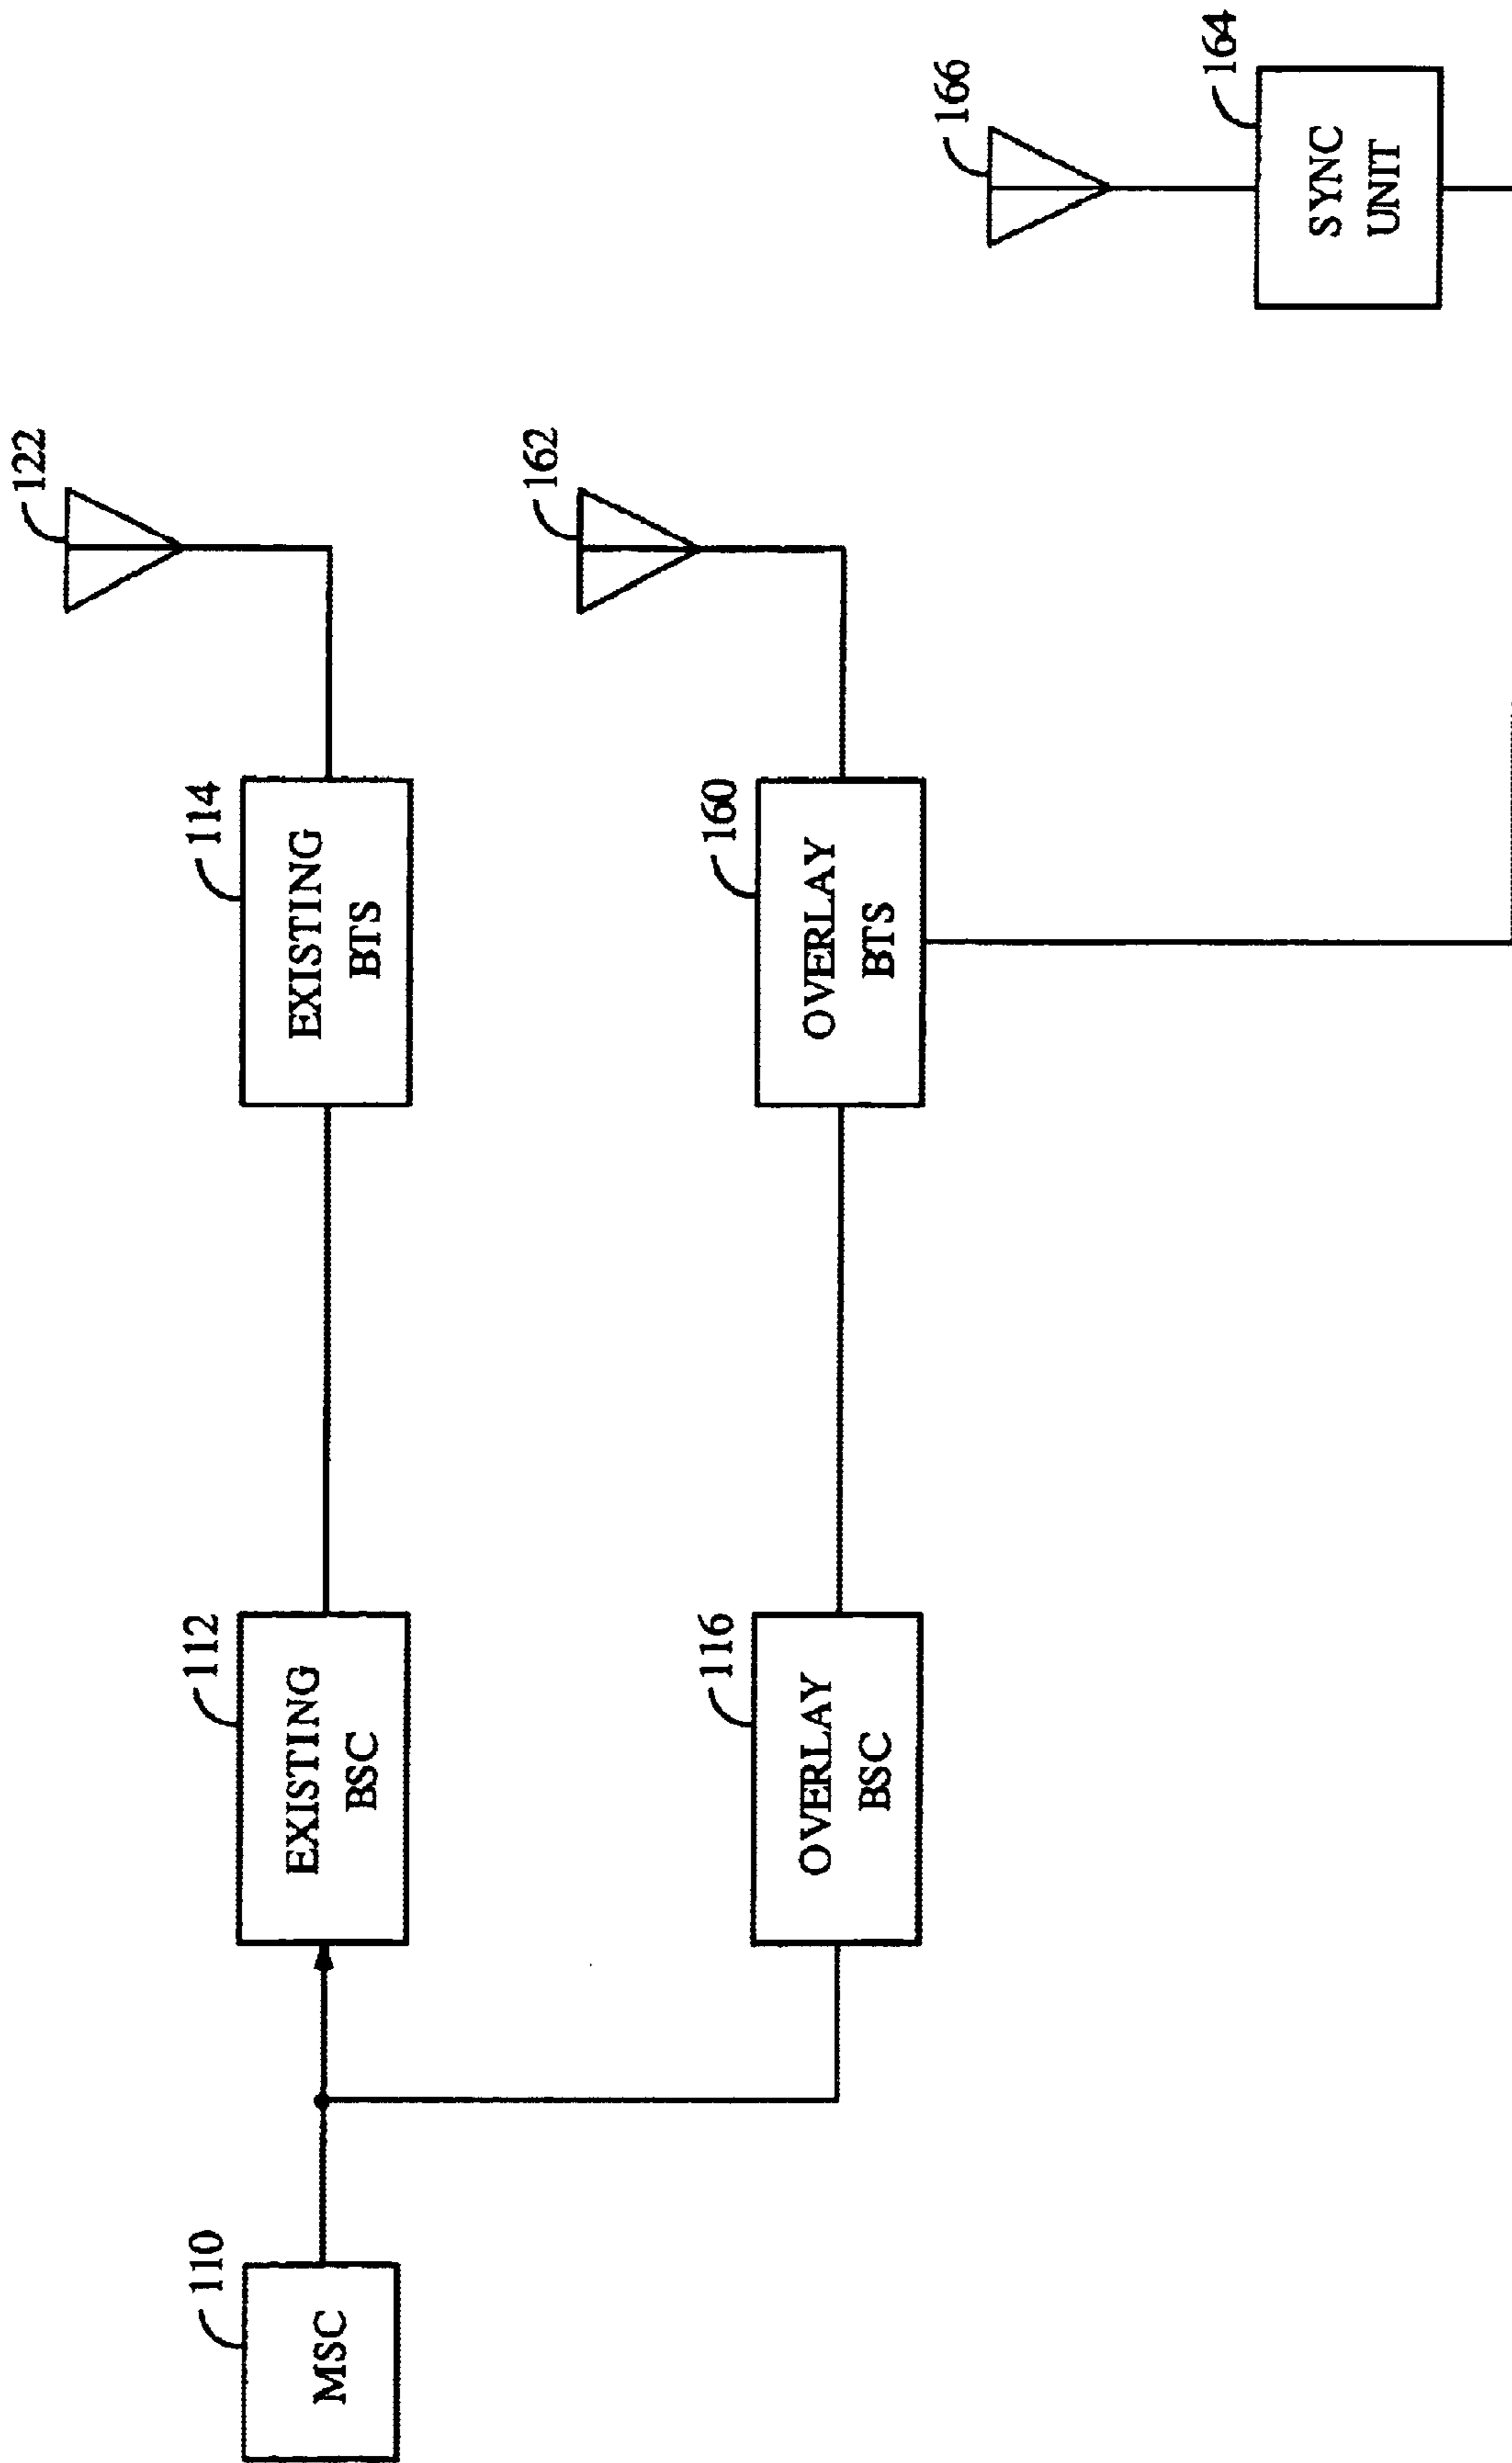 110
MSC
112
EXISTING
BSC
114
EXISTING
BTS
122
116
OVERLAY
BSC
160
OVERLAY
BTS
162
166
164
SYNC
UNIT